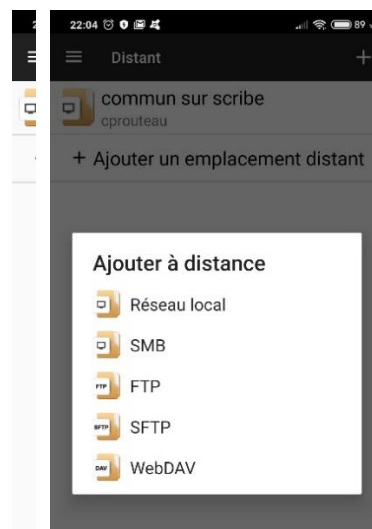 22:04
89
Distant
commun sur scribe
cprouteau
+ Ajouter un emplacement distant
Ajouter à distance
Réseau local
SMB
FTP FTP
SFTP SFTP
DAV WebDAV